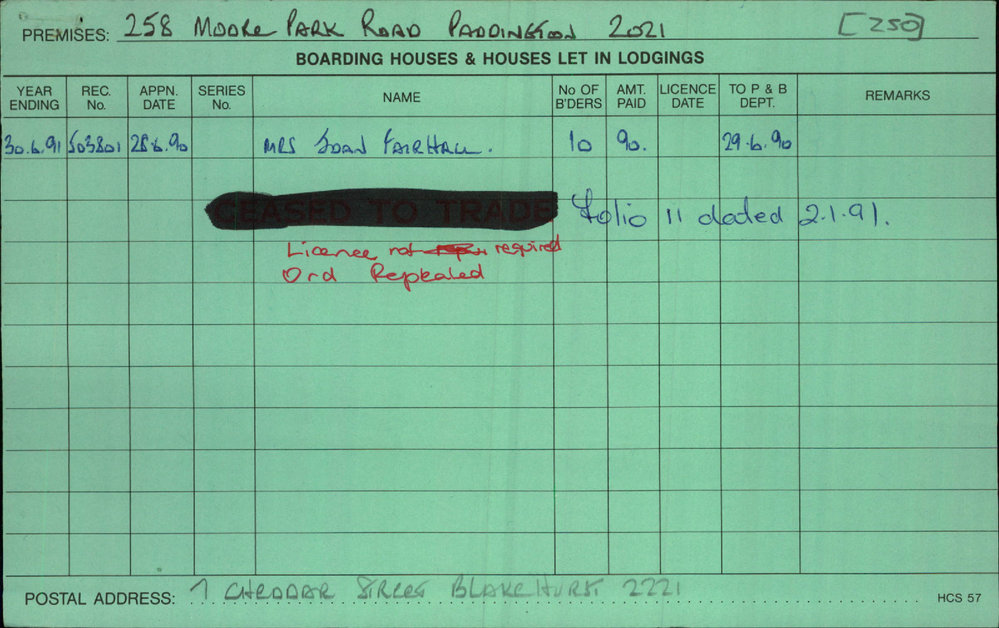 PREMISES: 258 MOORE PARK ROAD PADDINGTON 2021 [250]
BOARDING HOUSES & HOUSES LET IN LODGINGS
YEAR ENDING REC. No. APPN. DATE SERIES No. NAME No OF B'DERS AMT. PAID LICENCE DATE TO P & B DEPT. REMARKS
30.6.91 503801 28.6.90 MRS JOAN FAIRHALL. 10 90. 29.6.90
CEASED TO TRADE Folio 11 dated 2.1.91.
Licence not required
Ord Repealed
POSTAL ADDRESS: 7 CHEDDAR STREET BLAKEHURST 2221
HCS 57